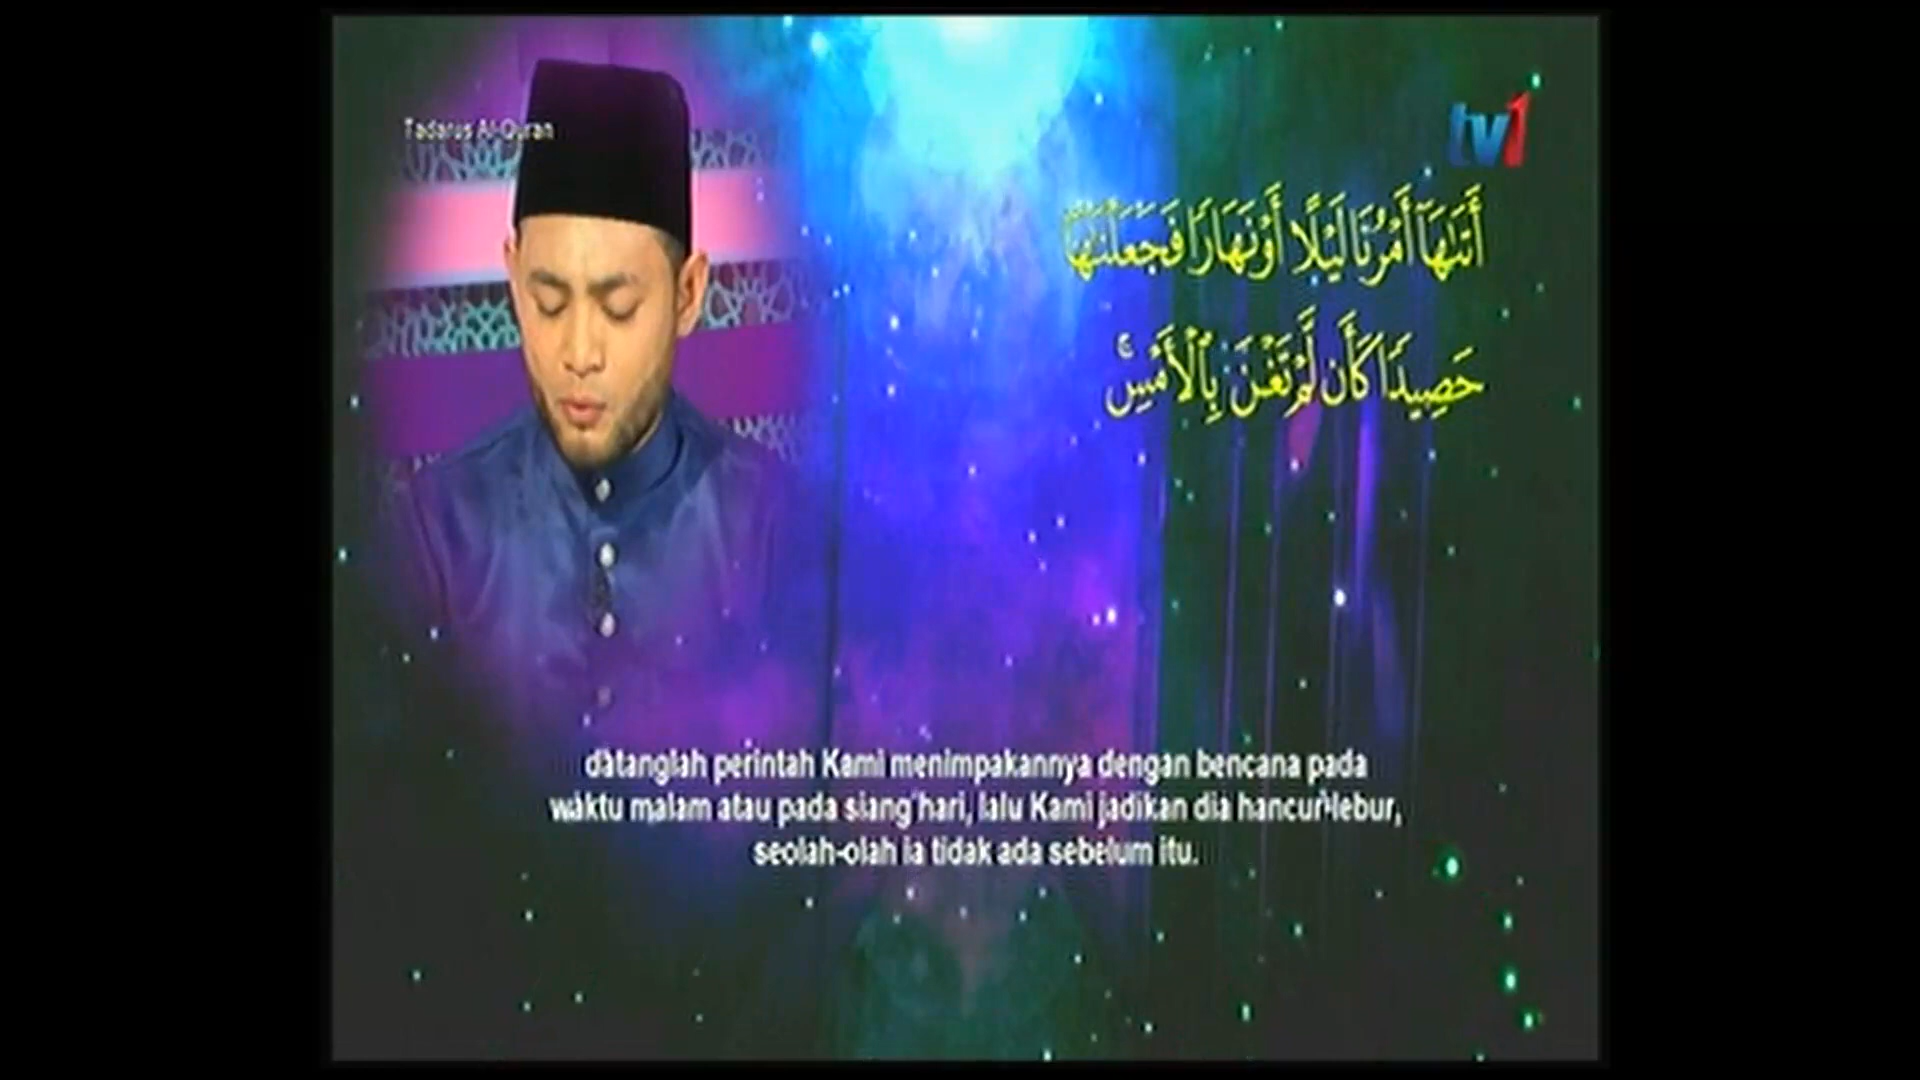 Tadarus Al-Quran
tv1
أَتَىٰهَآ أَمْرُنَا لَيْلًا أَوْ نَهَارًا فَجَعَلْنَٰهَا
حَصِيدًا كَأَن لَّمْ تَغْنَ بِٱلْأَمْسِ ۚ
datanglah perintah Kami menimpakannya dengan bencana pada
waktu malam atau pada siang hari, lalu Kami jadikan dia hancur-lebur,
seolah-olah ia tidak ada sebelum itu.